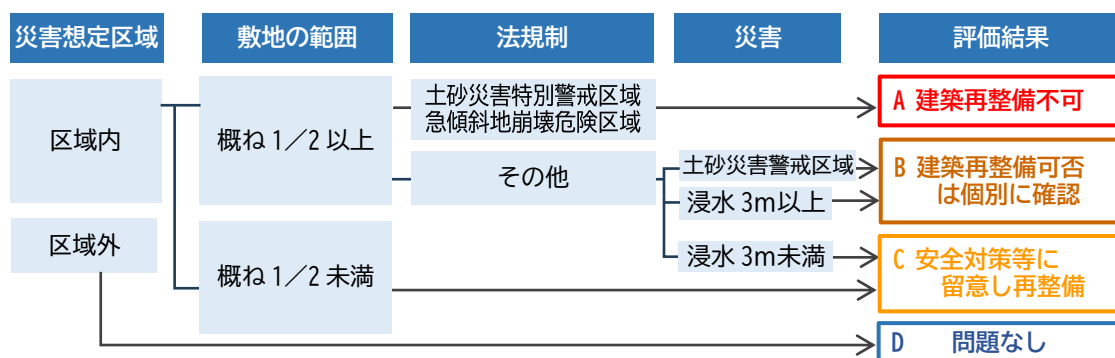 災害想定区域
敷地の範囲
法規制
災害
評価結果
区域内
概ね1／2以上
土砂災害特別警戒区域
急傾斜地崩壊危険区域
A 建築再整備不可
その他
土砂災害警戒区域
浸水3m以上
B 建築再整備可否
は個別に確認
区域外
概ね1／2未満
浸水3m未満
C 安全対策等に
留意し再整備
D 問題なし